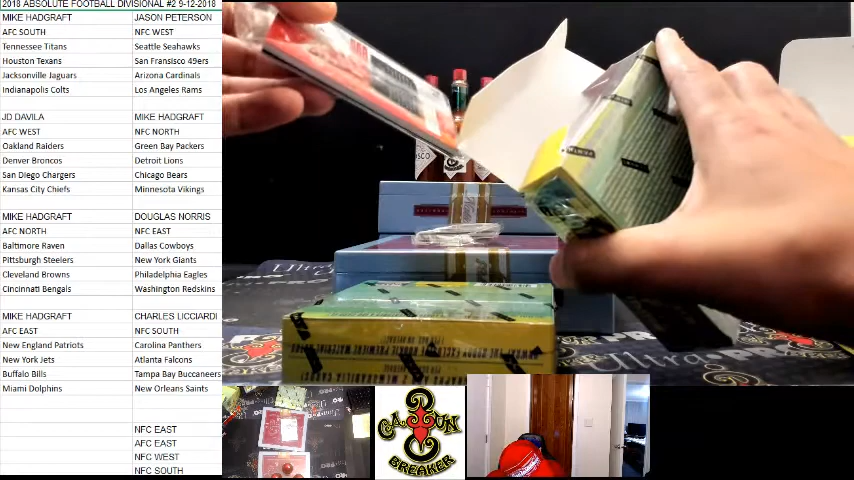 2018 ABSOLUTE FOOTBALL DIVISIONAL #2 9-12-2018
MIKE HADGRAFT JASON PETERSON
AFC SOUTH NFC WEST
Tennessee Titans Seattle Seahawks
Houston Texans San Fransisco 49ers
Jacksonville Jaguars Arizona Cardinals
Indianapolis Colts Los Angeles Rams
JD DAVILA MIKE HADGRAFT
AFC WEST NFC NORTH
Oakland Raiders Green Bay Packers
Denver Broncos Detroit Lions
San Diego Chargers Chicago Bears
Kansas City Chiefs Minnesota Vikings
MIKE HADGRAFT DOUGLAS NORRIS
AFC NORTH NFC EAST
Baltimore Raven Dallas Cowboys
Pittsburgh Steelers New York Giants
Cleveland Browns Philadelphia Eagles
Cincinnati Bengals Washington Redskins
MIKE HADGRAFT CHARLES LICCIARDI
AFC EAST NFC SOUTH
New England Patriots Carolina Panthers
New York Jets Atlanta Falcons
Buffalo Bills Tampa Bay Buccaneers
Miami Dolphins New Orleans Saints
NFC EAST
AFC EAST
NFC WEST
NFC SOUTH
CAJUN
BREAKER